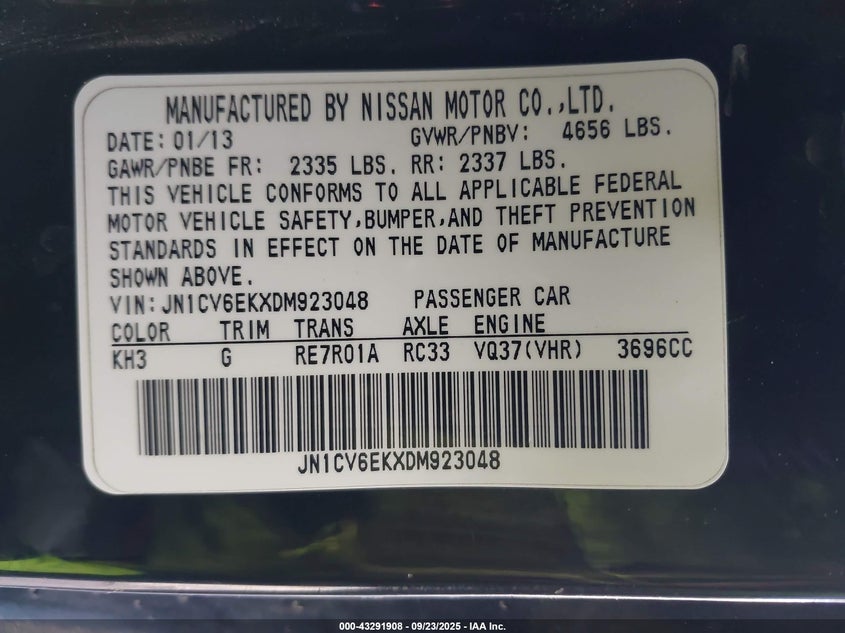 MANUFACTURED BY NISSAN MOTOR CO.,LTD.
DATE: 01/13 GVWR/PNBV: 4656 LBS.
GAWR/PNBE FR: 2335 LBS. RR: 2337 LBS.
THIS VEHICLE CONFORMS TO ALL APPLICABLE FEDERAL
MOTOR VEHICLE SAFETY,BUMPER,AND THEFT PREVENTION
STANDARDS IN EFFECT ON THE DATE OF MANUFACTURE
SHOWN ABOVE.
VIN:JN1CV6EKXDM923048 PASSENGER CAR
COLOR TRIM TRANS AXLE ENGINE
KH3 G RE7R01A RC33 VQ37(VHR) 3696CC
JN1CV6EKXDM923048
000-43291908 - 09/23/2025 - IAA Inc.